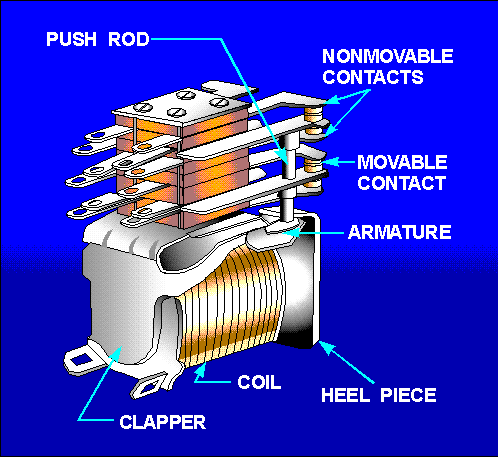 PUSH ROD
NONMOVABLE
CONTACTS
MOVABLE
CONTACT
ARMATURE
COIL
HEEL PIECE
CLAPPER